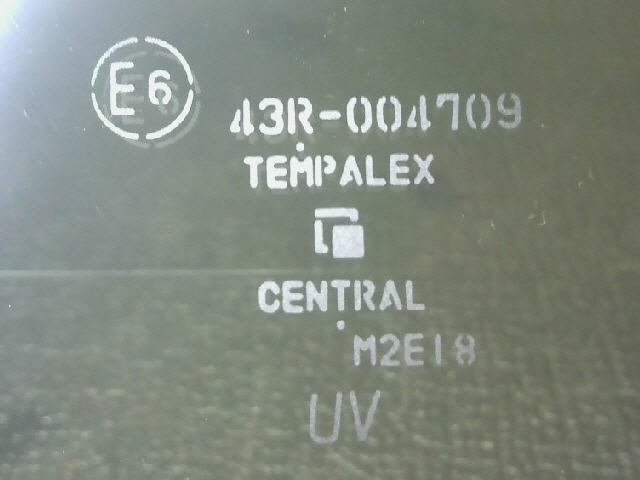 E6
43R-004709
TEMPALEX
CENTRAL
M2E18
UV